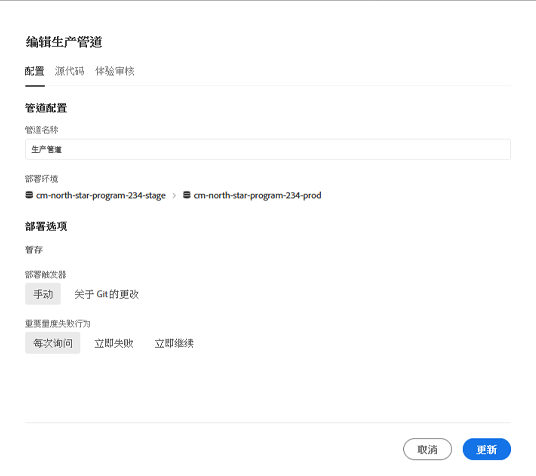 编辑生产管道
配置 源代码 体验审核
管道配置
管道名称
生产管道
部署环境
cm-north-star-program-234-stage > cm-north-star-program-234-prod
部署选项
暂存
部署触发器
手动 关于 Git 的更改
重要量度失败行为
每次询问 立即失败 立即继续
取消 更新